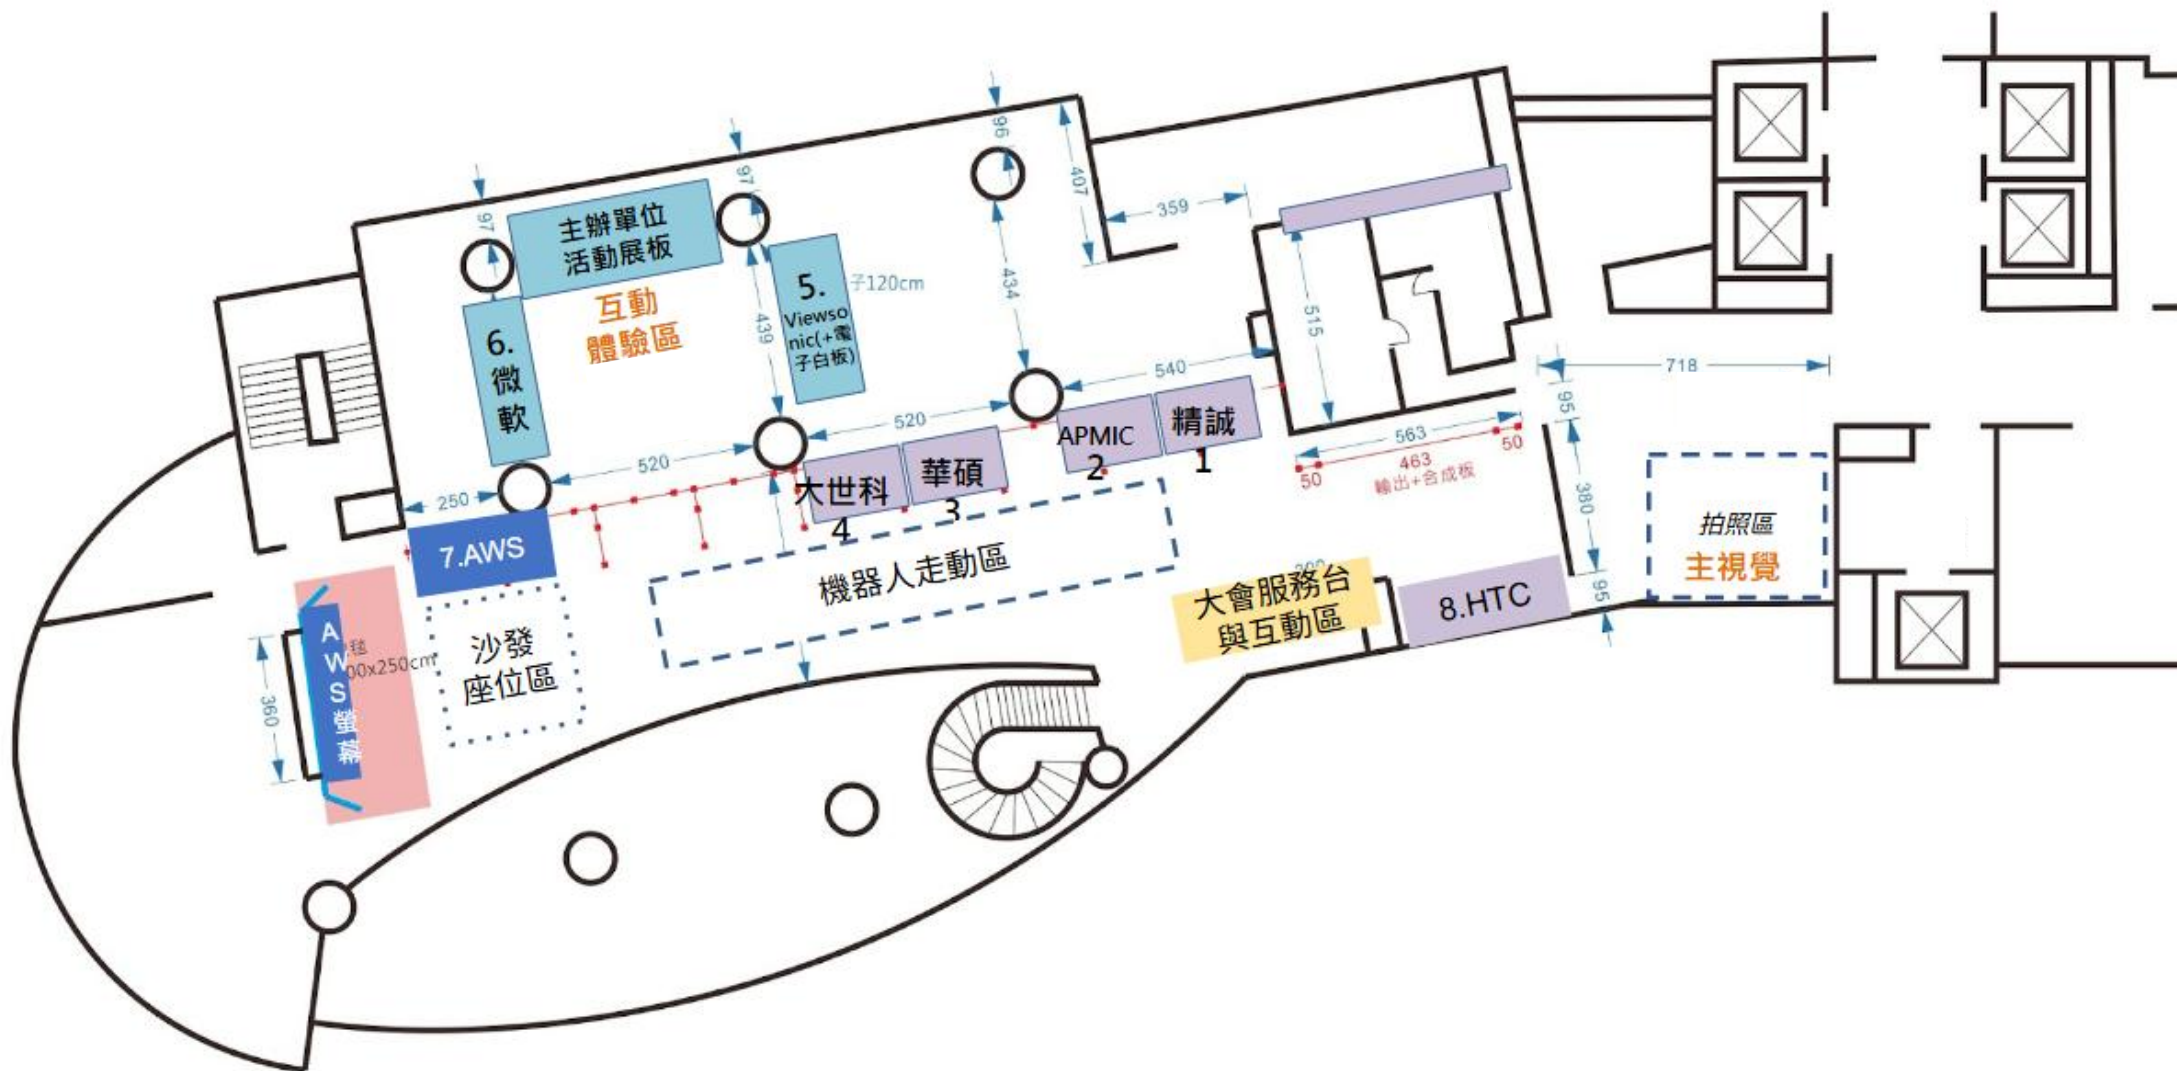 96
97
97
407
359
主辦單位
活動展板
互動
體驗區
5.
Viewso
nic(+電
子白板)
子120cm
434
439
515
6.
微
軟
540
718
520
520
250
APMIC
2
精誠
1
大世科
4
華碩
3
563
50
463
50
輸出+合成板
95
380
95
拍照區
主視覺
7.AWS
機器人走動區
大會服務台
與互動區
8.HTC
沙發
座位區
A
W
S
螢
幕
毯
00x250cm
360